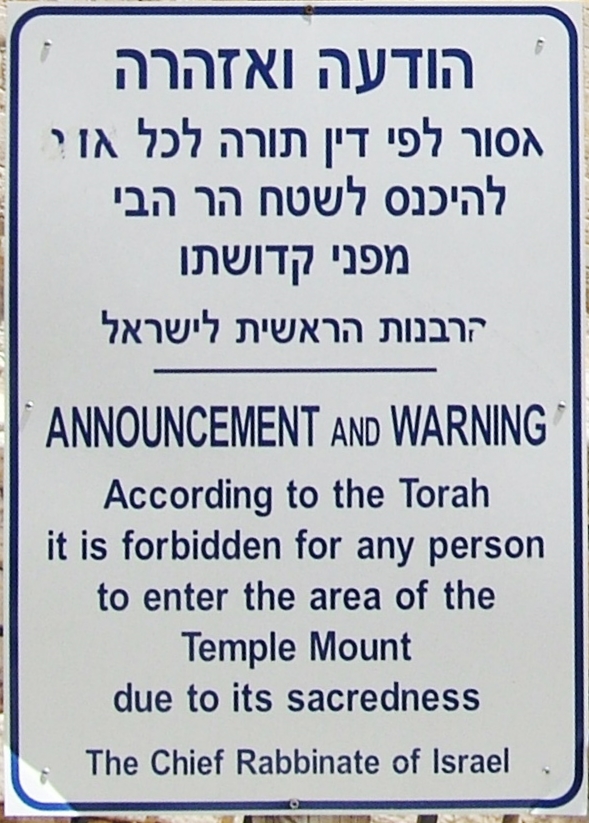 הודעה ואזהרה
אסור לפי דין תורה לכל
להיכנס לשטח הר הבי
מפני קדושתו
הרבנות הראשית לישראל
ANNOUNCEMENT AND WARNING
According to the Torah
it is forbidden for any person
to enter the area of the
Temple Mount
due to its sacredness
The Chief Rabbinate of Israel